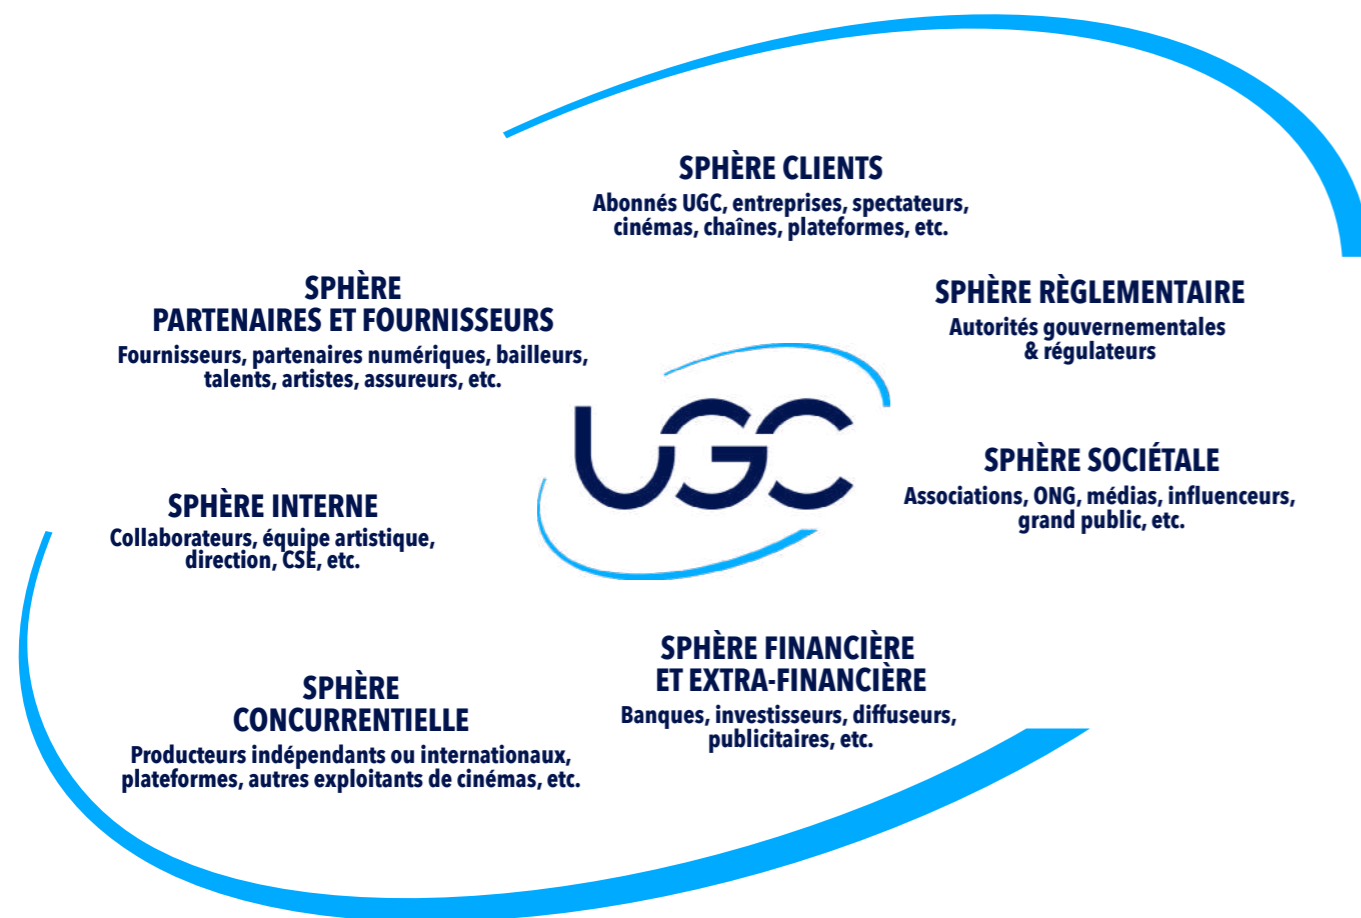 SPHÈRE CLIENTS
Abonnés UGC, entreprises, spectateurs,
cinémas, chaînes, plateformes, etc.
SPHÈRE
PARTENAIRES ET FOURNISSEURS
Fournisseurs, partenaires numériques, bailleurs,
talents, artistes, assureurs, etc.
SPHÈRE RÈGLEMENTAIRE
Autorités gouvernementales
& régulateurs
UGC
SPHÈRE SOCIÉTALE
Associations, ONG, médias, influenceurs,
grand public, etc.
SPHÈRE INTERNE
Collaborateurs, équipe artistique,
direction, CSE, etc.
SPHÈRE FINANCIÈRE
ET EXTRA-FINANCIÈRE
Banques, investisseurs, diffuseurs,
publicitaires, etc.
SPHÈRE
CONCURRENTIELLE
Producteurs indépendants ou internationaux,
plateformes, autres exploitants de cinémas, etc.